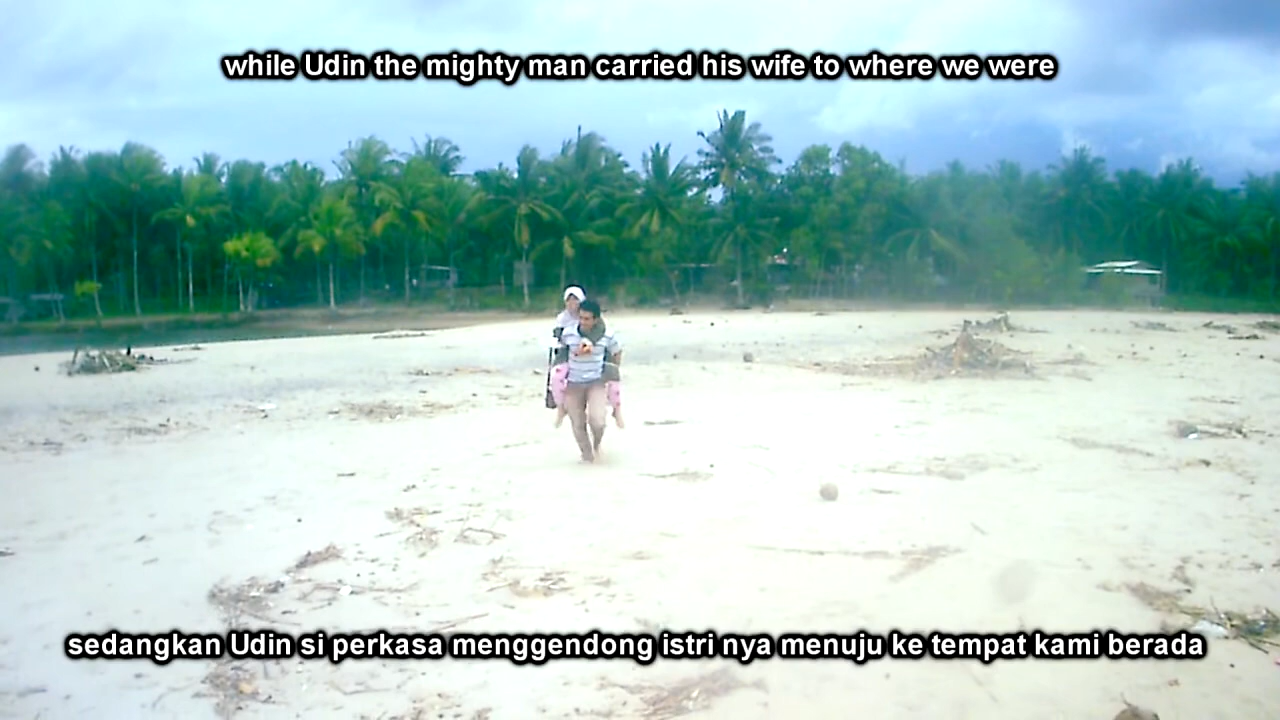 while Udin the mighty man carried his wife to where we were
sedangkan Udin si perkasa menggendong istri nya menuju ke tempat kami berada